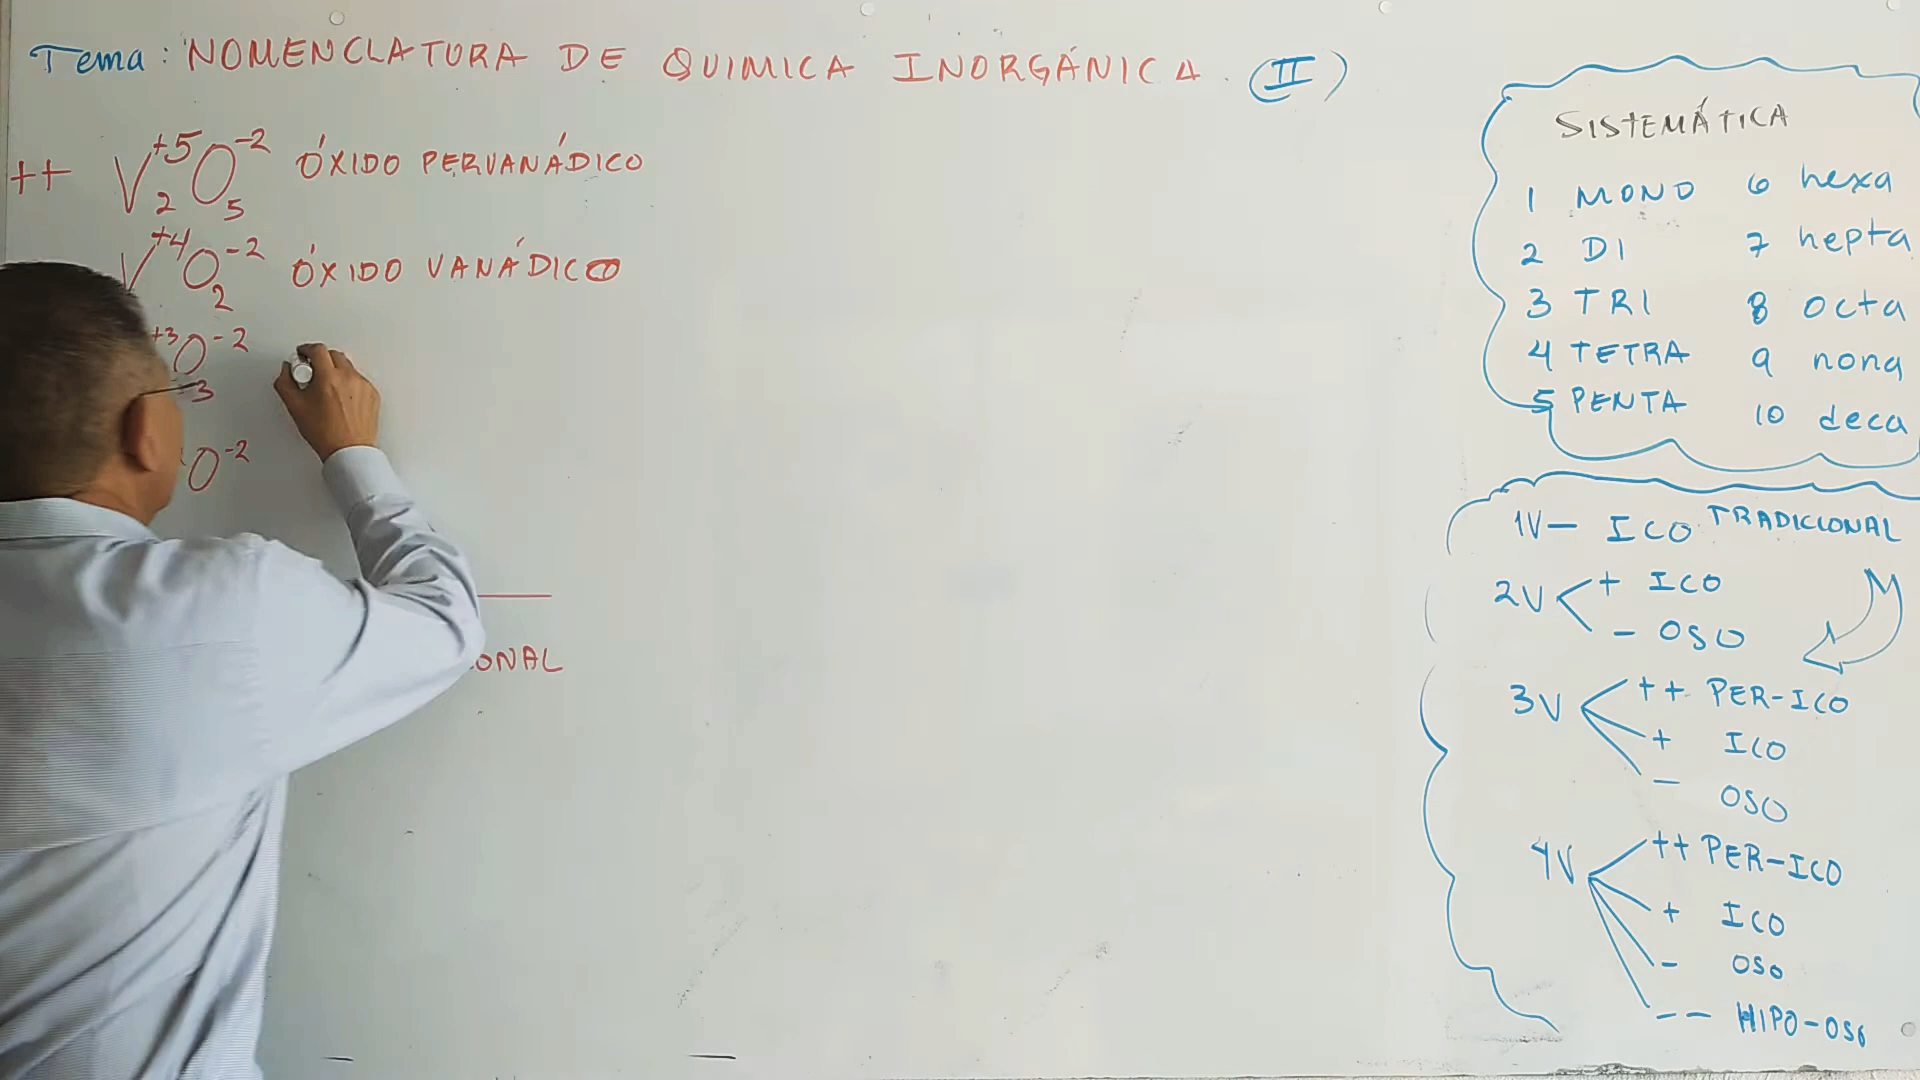 Tema: NOMENCLATURA DE QUIMICA INORGÁNICA. (II)
++ V+5 2 O-2 5 ÓXIDO PERVANÁDICO
V+4 O-2 2 ÓXIDO VANÁDICO
+3 O-2 3
O-2
ONAL
SISTEMÁTICA
1 MONO 6 hexa
2 DI 7 hepta
3 TRI 8 octa
4 TETRA 9 nona
5 PENTA 10 deca
TRADICIONAL
1V — ICO
2V + ICO
- OSO
3V ++ PER-ICO
+ ICO
- OSO
4V ++ PER-ICO
+ ICO
- OSO
-- HIPO-OSO